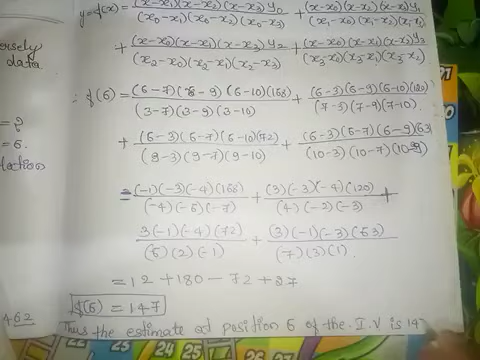 y=f(x) = (x-x₁)(x-x₂)(x-x₃)y₀ / (x₀-x₁)(x₀-x₂)(x₀-x₃) + (x-x₀)(x-x₂)(x-x₃)y₁ / (x₁-x₀)(x₁-x₂)(x₁-x₃)
ersely
data
+ (x-x₀)(x-x₁)(x-x₃)y₂ / (x₂-x₀)(x₂-x₁)(x₂-x₃) + (x-x₀)(x-x₁)(x-x₂)y₃ / (x₃-x₀)(x₃-x₁)(x₃-x₂)
∴ f(6) = (6-7)(6-9)(6-10)(168) / (3-7)(3-9)(3-10) + (6-3)(6-9)(6-10)(120) / (7-3)(7-9)(7-10).
= ?
= 6.
+ (6-3)(6-7)(6-10)(72) / (9-3)(9-7)(9-10) + (6-3)(6-7)(6-9)63 / (10-3)(10-7)(10-9)
= (-1)(-3)(-4)(168) / (-4)(-6)(-7) + (3)(-3)(-4)(120) / (4)(-2)(-3) +
3(-1)(-4)(72) / (6)(2)(-1) + (3)(-1)(-3)(63) / (7)(3)(1).
= 12 + 180 - 72 + 27
f(6) = 147
462
Thus the estimate ad position 6 of the I.V is 147